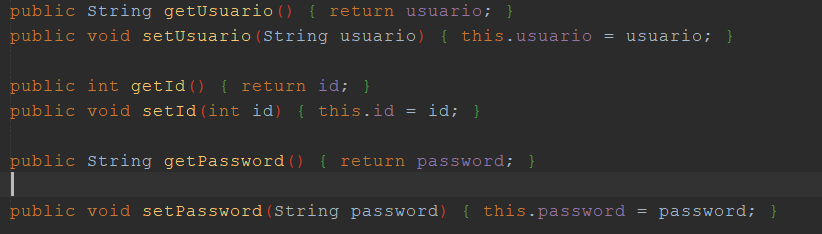 public String getUsuario() { return usuario; }
public void setUsuario(String usuario) { this.usuario = usuario; }
public int getId() { return id; }
public void setId(int id) { this.id = id; }
public String getPassword() { return password; }
public void setPassword(String password) { this.password = password; }